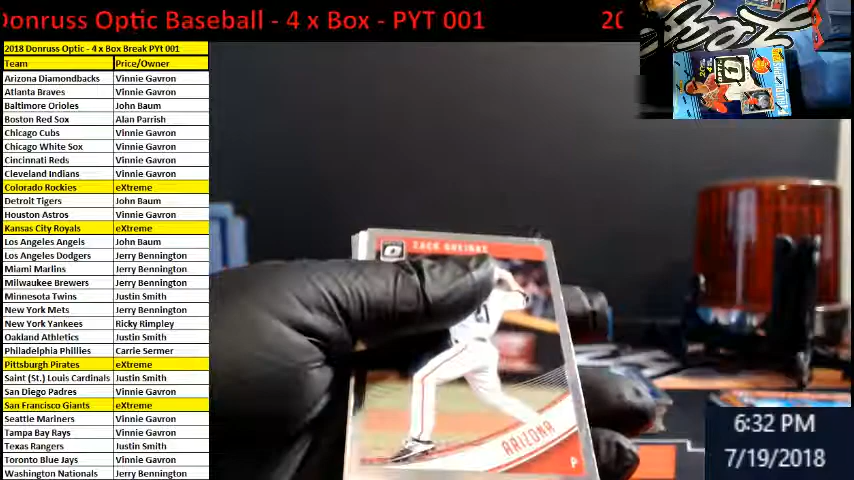 Donruss Optic Baseball - 4 x Box - PYT 001
2018 Donruss Optic - 4 x Box Break PYt 001
Team Price/Owner
Arizona Diamondbacks Vinnie Gavron
Atlanta Braves Vinnie Gavron
Baltimore Orioles John Baum
Boston Red Sox Alan Parrish
Chicago Cubs Vinnie Gavron
Chicago White Sox Vinnie Gavron
Cincinnati Reds Vinnie Gavron
Cleveland Indians Vinnie Gavron
Colorado Rockies eXtreme
Detroit Tigers John Baum
Houston Astros Vinnie Gavron
Kansas City Royals eXtreme
Los Angeles Angels John Baum
Los Angeles Dodgers Jerry Bennington
Miami Marlins Jerry Bennington
Milwaukee Brewers Jerry Bennington
Minnesota Twins Justin Smith
New York Mets Jerry Bennington
New York Yankees Ricky Rimpley
Oakland Athletics Justin Smith
Philadelphia Phillies Carrie Sermer
Pittsburgh Pirates eXtreme
Saint (St.) Louis Cardinals Justin Smith
San Diego Padres Vinnie Gavron
San Francisco Giants eXtreme
Seattle Mariners Vinnie Gavron
Tampa Bay Rays Vinnie Gavron
Texas Rangers Justin Smith
Toronto Blue Jays Vinnie Gavron
Washington Nationals Jerry Bennington
ZACK GREINKE
ARIZONA
P
OPTIC
6:32 PM
7/19/2018